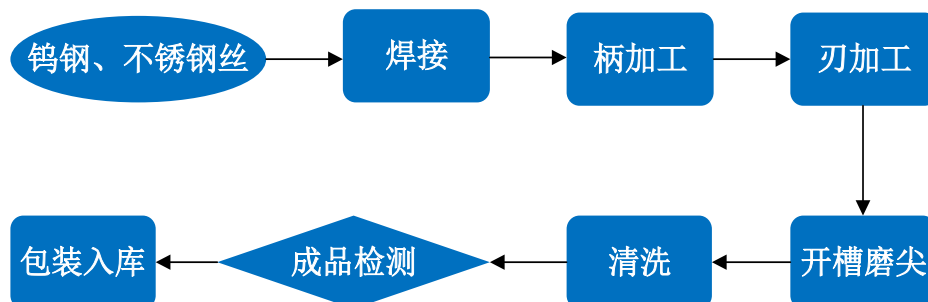 钨钢、不锈钢丝
焊接
柄加工
刃加工
开槽磨尖
清洗
成品检测
包装入库